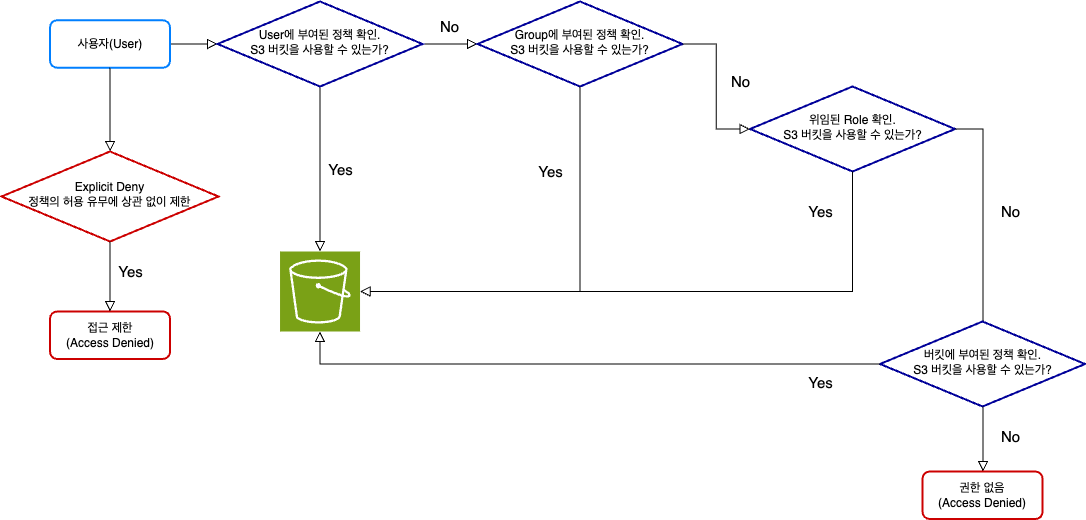 사용자(User)
User에 부여된 정책 확인.
S3 버킷을 사용할 수 있는가?
No
Group에 부여된 정책 확인.
S3 버킷을 사용할 수 있는가?
No
위임된 Role 확인.
S3 버킷을 사용할 수 있는가?
Yes
Yes
Explicit Deny
정책의 허용 유무에 상관 없이 제한
Yes
No
Yes
접근 제한
(Access Denied)
버킷에 부여된 정책 확인.
S3 버킷을 사용할 수 있는가?
Yes
No
권한 없음
(Access Denied)